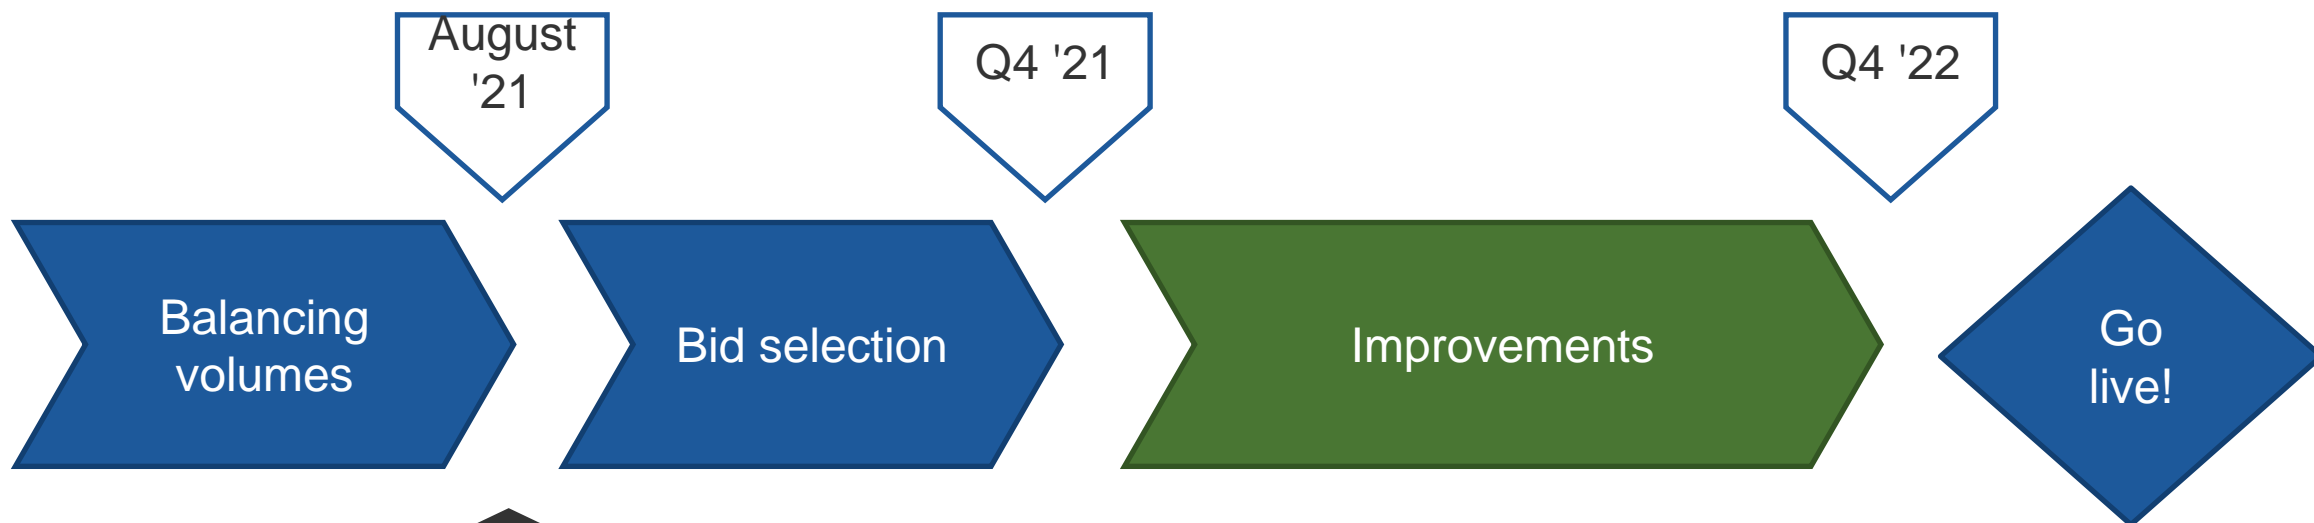 August
'21
Q4 '21
Q4 '22
Balancing
volumes
Bid selection
Improvements
Go
live!